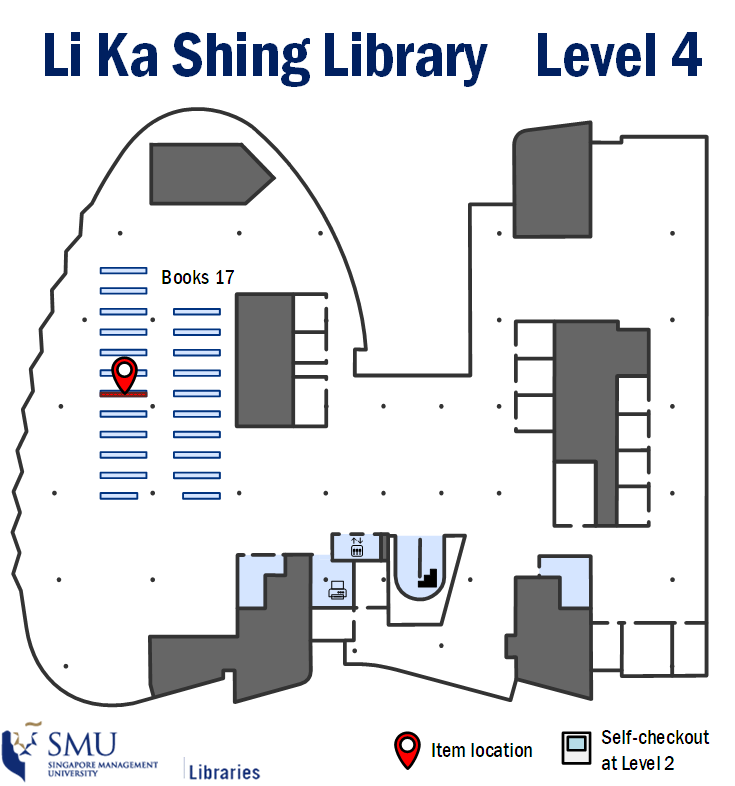 Li Ka Shing Library Level 4
Books 17
Item location
Self-checkout
at Level 2
SMU
SINGAPORE MANAGEMENT
UNIVERSITY
Libraries